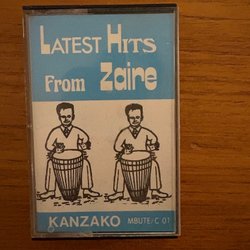 LATEST HITS
From Zaire
KANZAKO MBUTE/C 01